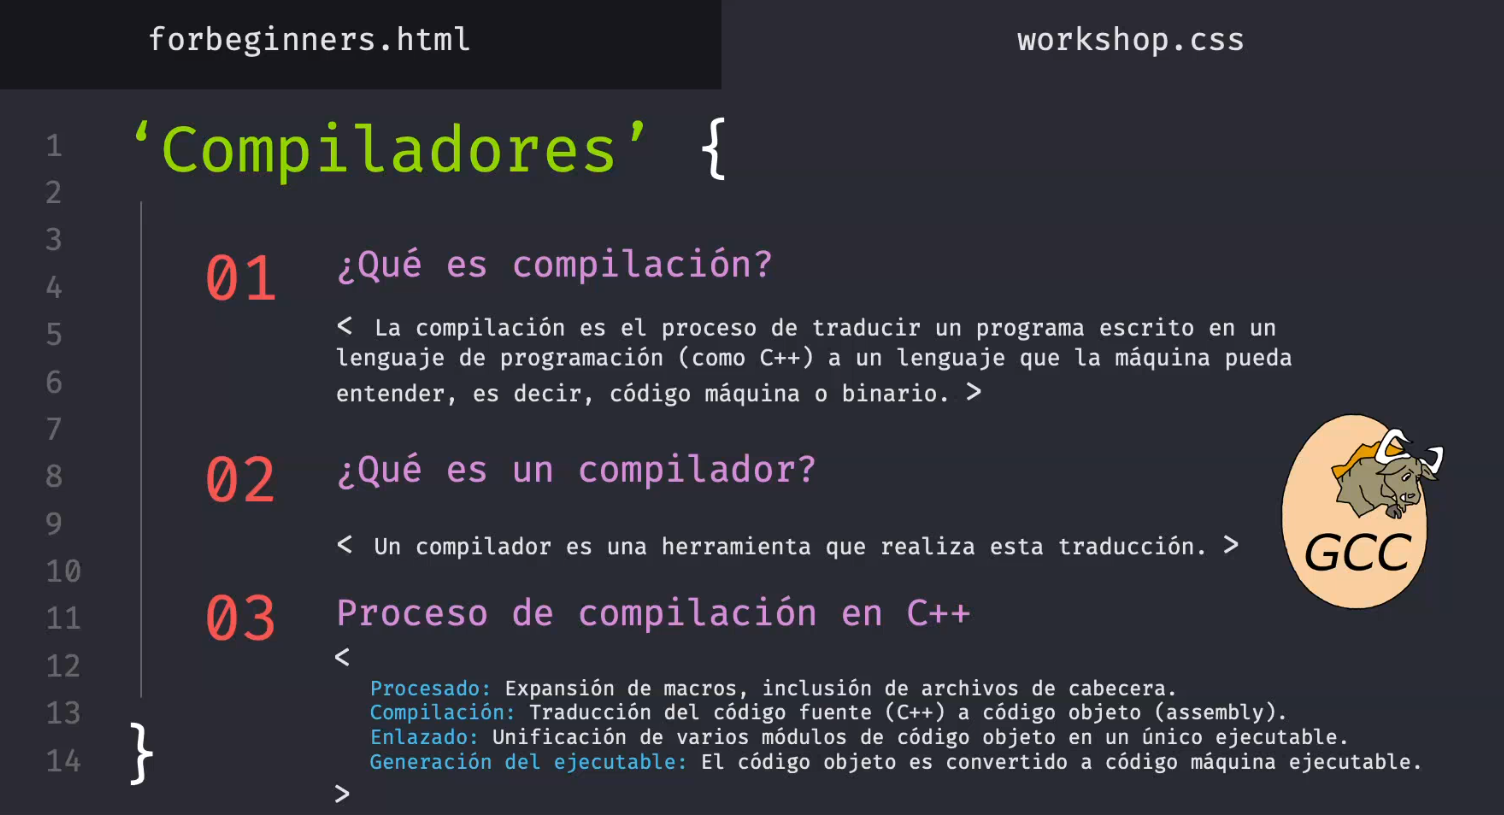 forbeginners.html
workshop.css
1
2
3
4
5
6
7
8
9
10
11
12
13
14
‘Compiladores’ {
01
¿Qué es compilación?
< La compilación es el proceso de traducir un programa escrito en un
lenguaje de programación (como C++) a un lenguaje que la máquina pueda
entender, es decir, código máquina o binario. >
02
¿Qué es un compilador?
< Un compilador es una herramienta que realiza esta traducción. >
GCC
03
Proceso de compilación en C++
<
Procesado: Expansión de macros, inclusión de archivos de cabecera.
Compilación: Traducción del código fuente (C++) a código objeto (assembly).
Enlazado: Unificación de varios módulos de código objeto en un único ejecutable.
Generación del ejecutable: El código objeto es convertido a código máquina ejecutable.
>
}